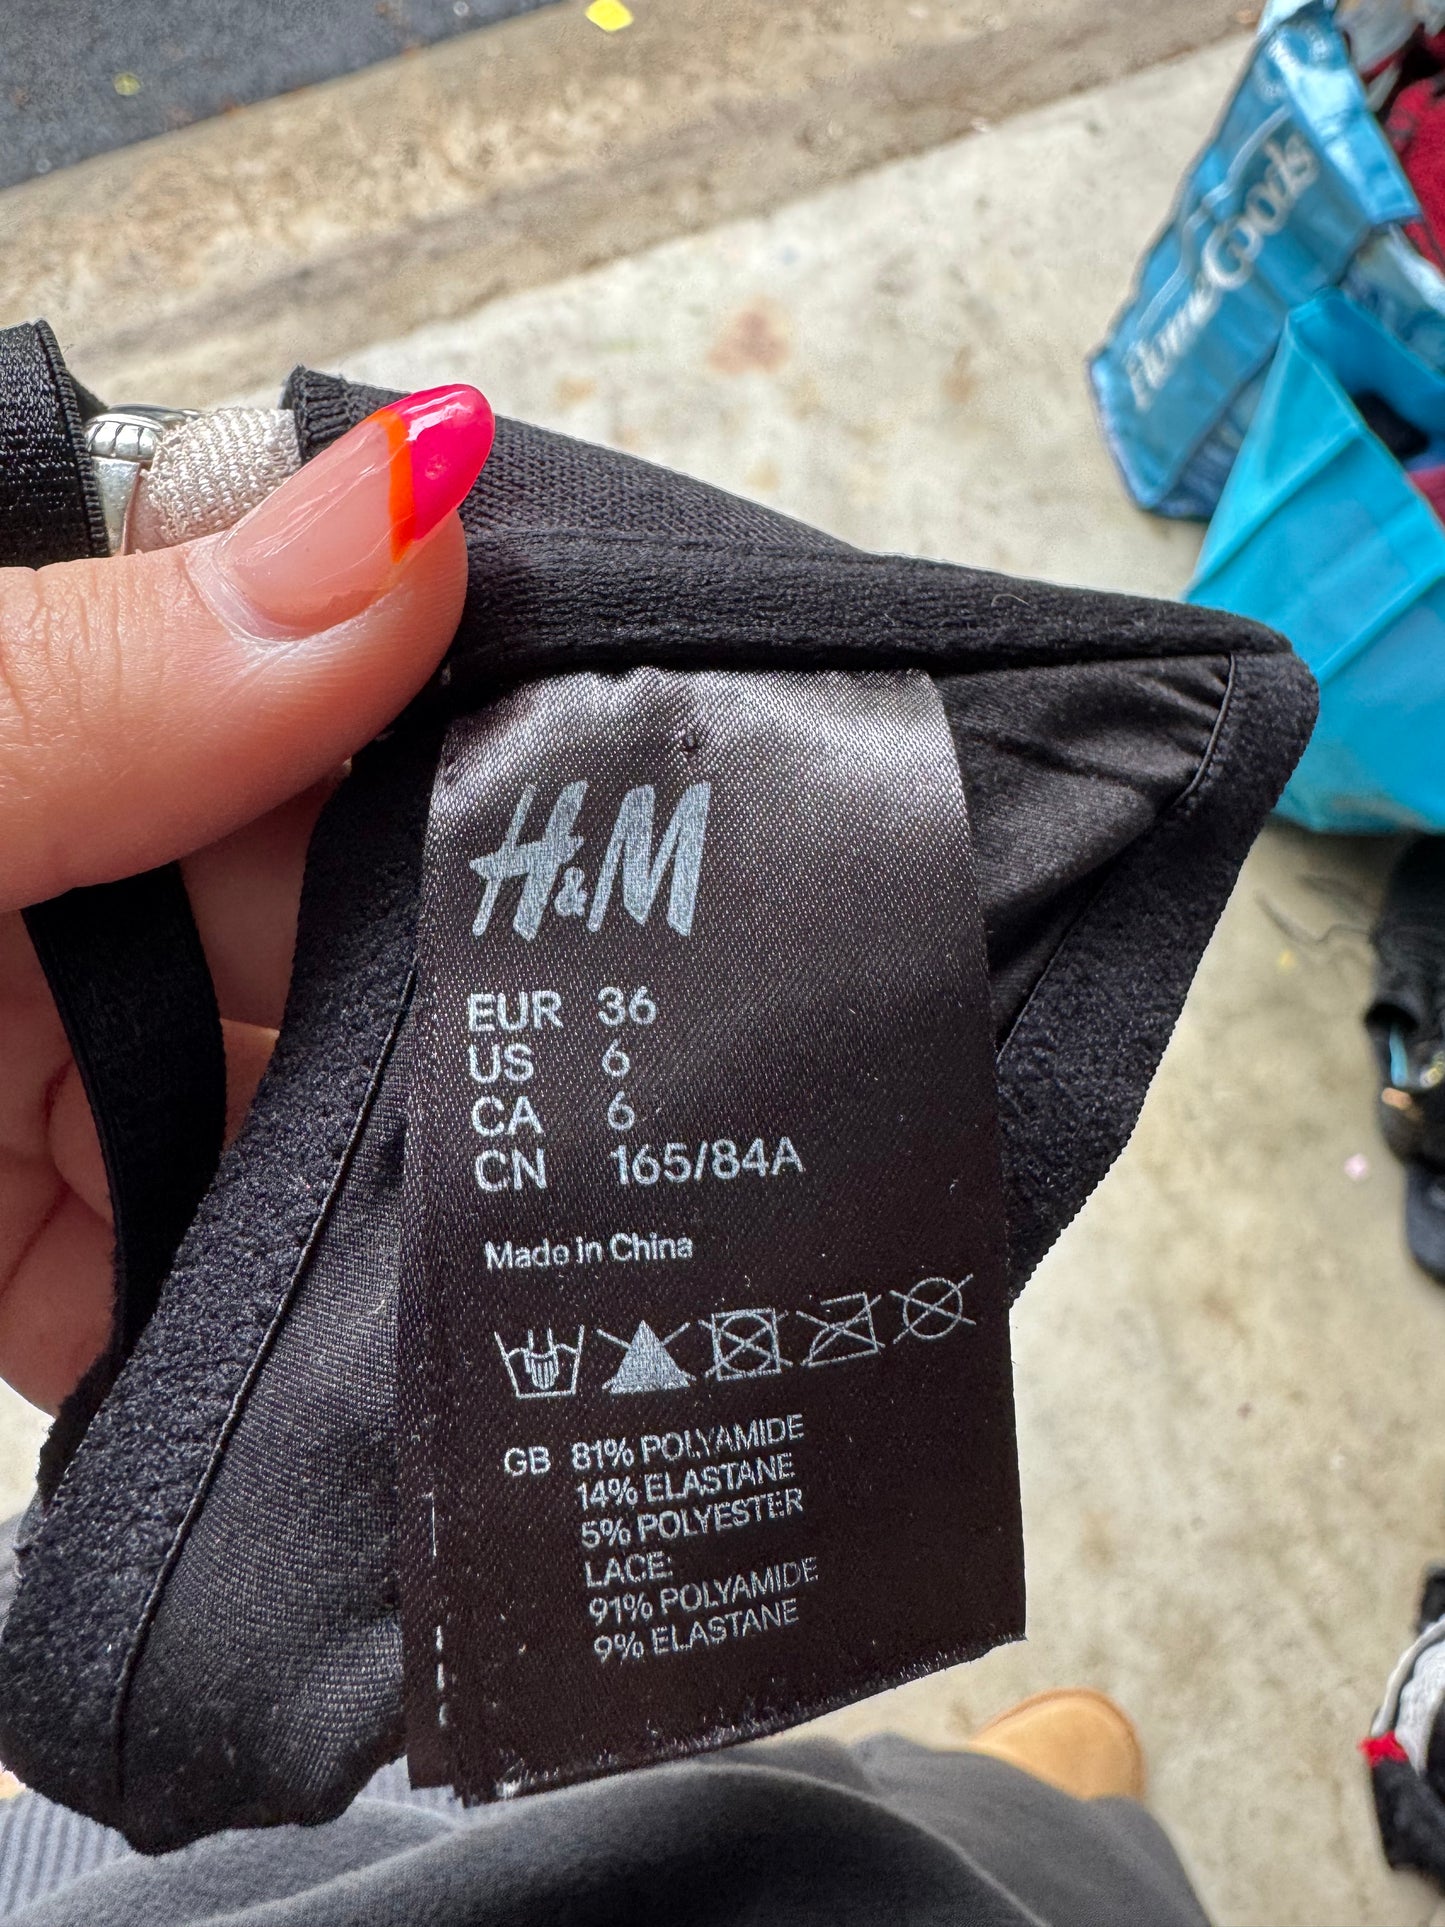 HomeGoods
H&M
EUR 36
US 6
CA 6
CN 165/84A
Made in China
GB 81% POLYAMIDE
14% ELASTANE
5% POLYESTER
LACE:
91% POLYAMIDE
9% ELASTANE